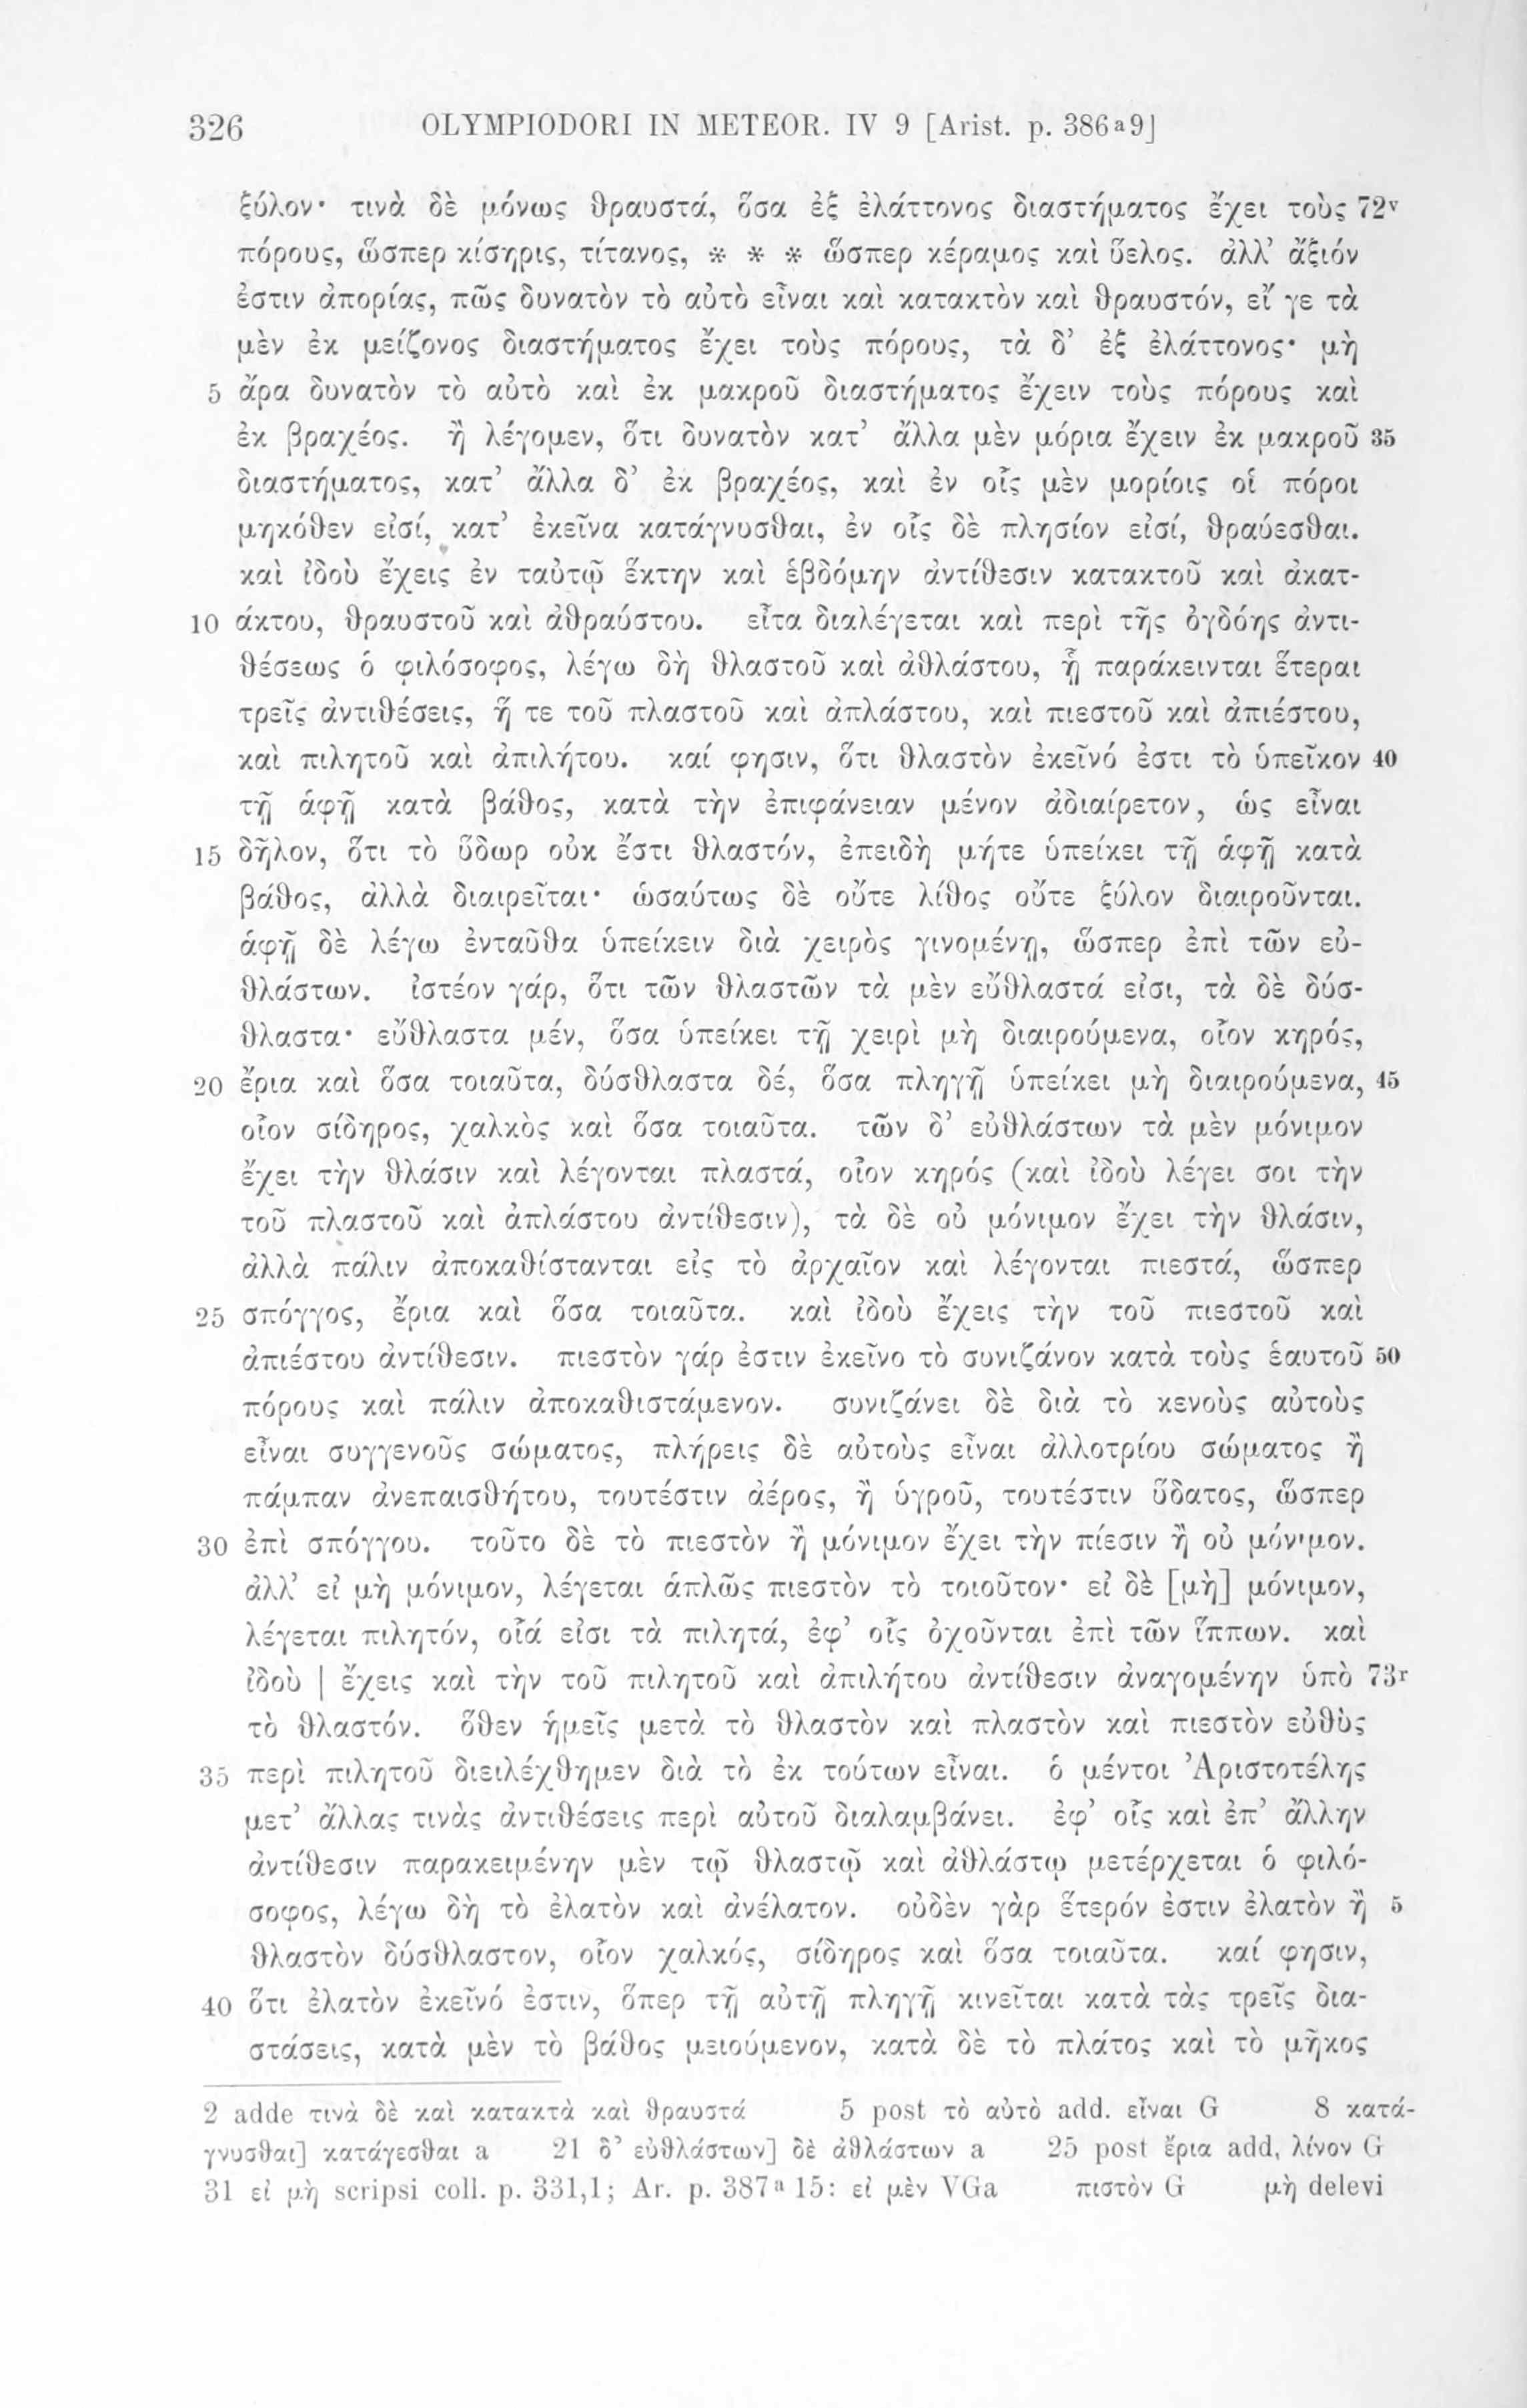 326 OLYMPIODORI IN METEOR. IV 9 [Arist. p. 386ª9]
ξύλον· τινὰ δὲ μόνως θραυστά, ὅσα ἐξ ἐλάττονος διαστήματος ἔχει τοὺς 72ᵛ
πόρους, ὥσπερ κίσηρις, τίτανος, * * * ὥσπερ κέραμος καὶ ὕελος. ἀλλ’ ἄξιόν
ἐστιν ἀπορίας, πῶς δυνατὸν τὸ αὐτὸ εἶναι καὶ κατακτὸν καὶ θραυστόν, εἴ γε τὰ
μὲν ἐκ μείζονος διαστήματος ἔχει τοὺς πόρους, τὰ δ’ ἐξ ἐλάττονος· μὴ
5 ἄρα δυνατὸν τὸ αὐτὸ καὶ ἐκ μακροῦ διαστήματος ἔχειν τοὺς πόρους καὶ
ἐκ βραχέος. ἢ λέγομεν, ὅτι δυνατὸν κατ’ ἄλλα μὲν μόρια ἔχειν ἐκ μακροῦ 35
διαστήματος, κατ’ ἄλλα δ’ ἐκ βραχέος, καὶ ἐν οἷς μὲν μορίοις οἱ πόροι
μηκόθεν εἰσί, κατ’ ἐκεῖνα κατάγνυσθαι, ἐν οἷς δὲ πλησίον εἰσί, θραύεσθαι.
καὶ ἰδοὺ ἔχεις ἐν ταὐτῷ ἕκτην καὶ ἑβδόμην ἀντίθεσιν κατακτοῦ καὶ ἀκατ-
10 άκτου, θραυστοῦ καὶ ἀθραύστου. εἶτα διαλέγεται καὶ περὶ τῆς ὀγδόης ἀντι-
θέσεως ὁ φιλόσοφος, λέγω δὴ θλαστοῦ καὶ ἀθλάστου, ᾗ παράκεινται ἕτεραι
τρεῖς ἀντιθέσεις, ἥ τε τοῦ πλαστοῦ καὶ ἀπλάστου, καὶ πιεστοῦ καὶ ἀπιέστου,
καὶ πιλητοῦ καὶ ἀπιλήτου. καί φησιν, ὅτι θλαστὸν ἐκεῖνό ἐστι τὸ ὑπεῖκον 40
τῇ ἁφῇ κατὰ βάθος, κατὰ τὴν ἐπιφάνειαν μένον ἀδιαίρετον, ὡς εἶναι
15 δῆλον, ὅτι τὸ ὕδωρ οὐκ ἔστι θλαστόν, ἐπειδὴ μήτε ὑπείκει τῇ ἁφῇ κατὰ
βάθος, ἀλλὰ διαιρεῖται· ὡσαύτως δὲ οὔτε λίθος οὔτε ξύλον διαιροῦνται.
ἁφῇ δὲ λέγω ἐνταῦθα ὑπείκειν διὰ χειρὸς γινομένῃ, ὥσπερ ἐπὶ τῶν εὐ-
θλάστων. ἰστέον γάρ, ὅτι τῶν θλαστῶν τὰ μὲν εὔθλαστά εἰσι, τὰ δὲ δύσ-
θλαστα· εὔθλαστα μέν, ὅσα ὑπείκει τῇ χειρὶ μὴ διαιρούμενα, οἷον κηρός,
20 ἔρια καὶ ὅσα τοιαῦτα, δύσθλαστα δέ, ὅσα πληγῇ ὑπείκει μὴ διαιρούμενα, 45
οἷον σίδηρος, χαλκὸς καὶ ὅσα τοιαῦτα. τῶν δ’ εὐθλάστων τὰ μὲν μόνιμον
ἔχει τὴν θλάσιν καὶ λέγονται πλαστά, οἷον κηρός (καὶ ἰδοὺ λέγει σοι τὴν
τοῦ πλαστοῦ καὶ ἀπλάστου ἀντίθεσιν), τὰ δὲ οὐ μόνιμον ἔχει τὴν θλάσιν,
ἀλλὰ πάλιν ἀποκαθίστανται εἰς τὸ ἀρχαῖον καὶ λέγονται πιεστά, ὥσπερ
25 σπόγγος, ἔρια καὶ ὅσα τοιαῦτα. καὶ ἰδοὺ ἔχεις τὴν τοῦ πιεστοῦ καὶ
ἀπιέστου ἀντίθεσιν. πιεστὸν γάρ ἐστιν ἐκεῖνο τὸ συνιζάνον κατὰ τοὺς ἑαυτοῦ 50
πόρους καὶ πάλιν ἀποκαθιστάμενον. συνιζάνει δὲ διὰ τὸ κενοὺς αὐτοὺς
εἶναι συγγενοῦς σώματος, πλήρεις δὲ αὐτοὺς εἶναι ἀλλοτρίου σώματος ἢ
πάμπαν ἀνεπαισθήτου, τουτέστιν ἀέρος, ἢ ὑγροῦ, τουτέστιν ὕδατος, ὥσπερ
30 ἐπὶ σπόγγου. τοῦτο δὲ τὸ πιεστὸν ἢ μόνιμον ἔχει τὴν πίεσιν ἢ οὐ μόνιμον.
ἀλλ’ εἰ μὴ μόνιμον, λέγεται ἁπλῶς πιεστὸν τὸ τοιοῦτον· εἰ δὲ [μὴ] μόνιμον,
λέγεται πιλητόν, οἷά εἰσι τὰ πιλητά, ἐφ’ οἷς ὀχοῦνται ἐπὶ τῶν ἵππων. καὶ
ἰδοὺ | ἔχεις καὶ τὴν τοῦ πιλητοῦ καὶ ἀπιλήτου ἀντίθεσιν ἀναγομένην ὑπὸ 73ʳ
τὸ θλαστόν. ὅθεν ἡμεῖς μετὰ τὸ θλαστὸν καὶ πλαστὸν καὶ πιεστὸν εὐθὺς
35 περὶ πιλητοῦ διειλέχθημεν διὰ τὸ ἐκ τούτων εἶναι. ὁ μέντοι Ἀριστοτέλης
μετ’ ἄλλας τινὰς ἀντιθέσεις περὶ αὐτοῦ διαλαμβάνει. ἐφ’ οἷς καὶ ἐπ’ ἄλλην
ἀντίθεσιν παρακειμένην μὲν τῷ θλαστῷ καὶ ἀθλάστῳ μετέρχεται ὁ φιλό-
σοφος, λέγω δὴ τὸ ἐλατὸν καὶ ἀνέλατον. οὐδὲν γὰρ ἕτερόν ἐστιν ἐλατὸν ἢ 5
θλαστὸν δύσθλαστον, οἷον χαλκός, σίδηρος καὶ ὅσα τοιαῦτα. καί φησιν,
40 ὅτι ἐλατὸν ἐκεῖνό ἐστιν, ὅπερ τῇ αὐτῇ πληγῇ κινεῖται κατὰ τὰς τρεῖς δια-
στάσεις, κατὰ μὲν τὸ βάθος μειούμενον, κατὰ δὲ τὸ πλάτος καὶ τὸ μῆκος
2 adde τινὰ δὲ καὶ κατακτὰ καὶ θραυστά 5 post τὸ αὐτὸ add. εἶναι G 8 κατά-
γνυσθαι] κατάγεσθαι a 21 δ’ εὐθλάστων] δὲ ἀθλάστων a 25 post ἔρια add. λίνον G
31 εἰ μὴ scripsi coll. p. 331,1; Ar. p. 387ª 15: εἰ μὲν VGa πιστὸν G μὴ delevi